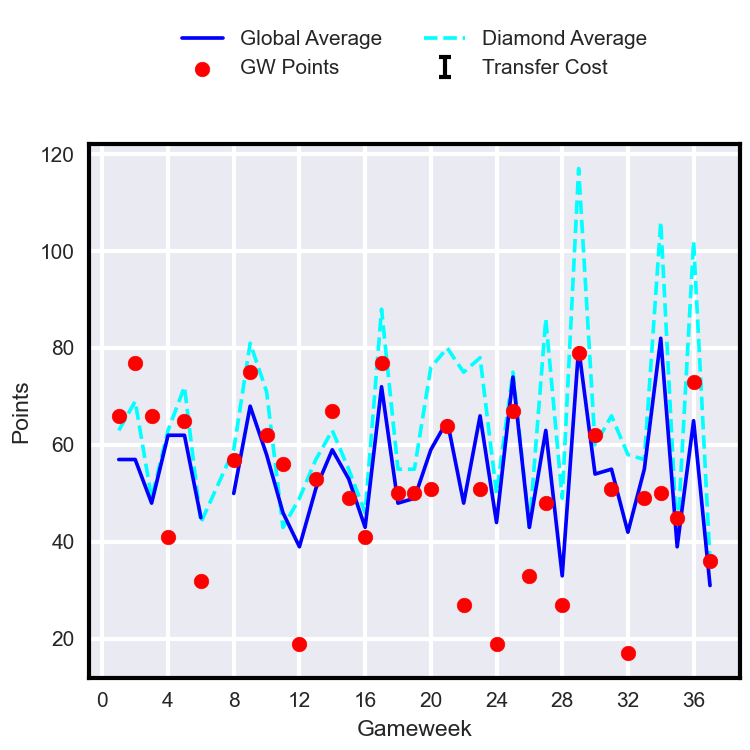 Global Average
Diamond Average
GW Points
Transfer Cost
120
100
80
60
40
20
Points
0 4 8 12 16 20 24 28 32 36
Gameweek